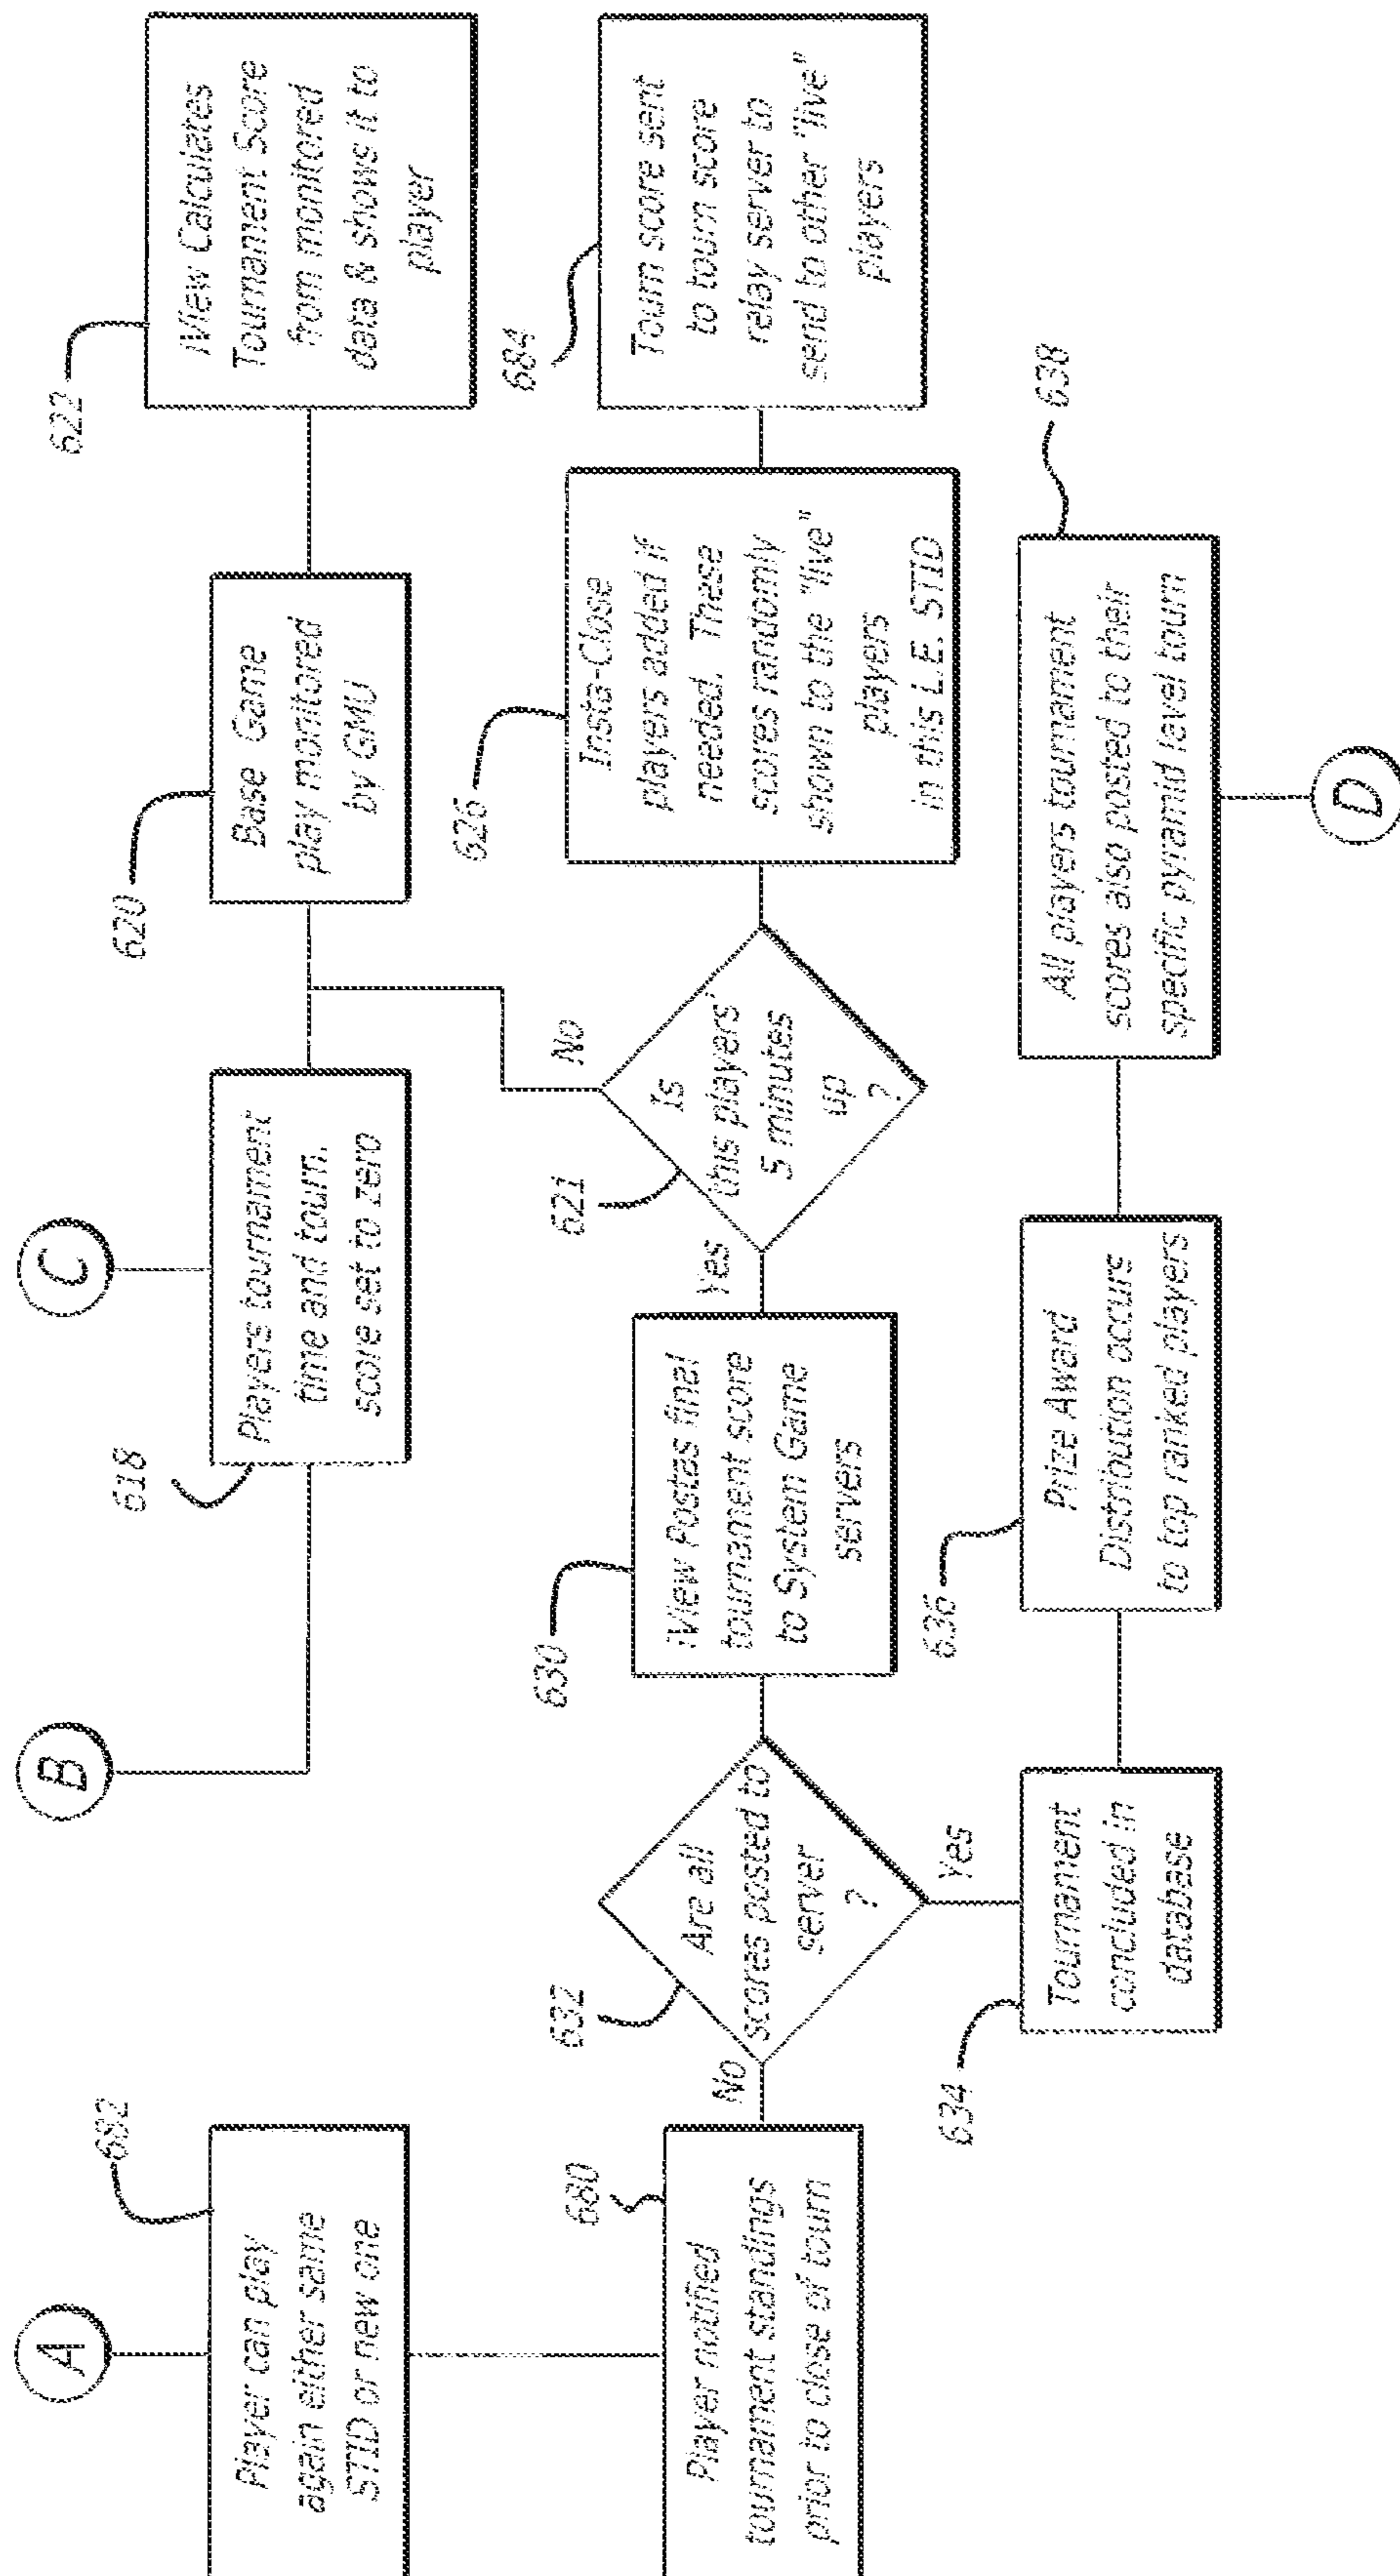 A
B
C
682
Player can play
again either same
STID or new one
618
Players tournament
time and tourn.
score set to zero
620
Base Game
play monitored
by GMU
622
iView Calculates
Tournament Score
from monitored
data & shows it to
player
680
Player notified
tournament standings
prior to close of tourn
No
632
Are all
scores posted to
server
?
Yes
630
iView Postas final
tournament score
to System Game
servers
Yes
621
Is
this players'
5 minutes
up
?
No
626
Insta-Close
players added if
needed. These
scores randomly
shown to the "live"
players
in this I.E. STID
684
Tourn score sent
to tourn score
relay server to
send to other "live"
players
634
Tournament
concluded in
database
636
Prize Award
Distribution occurs
to top ranked players
638
All players tournament
scores also posted to their
specific pyramid level tourn
D